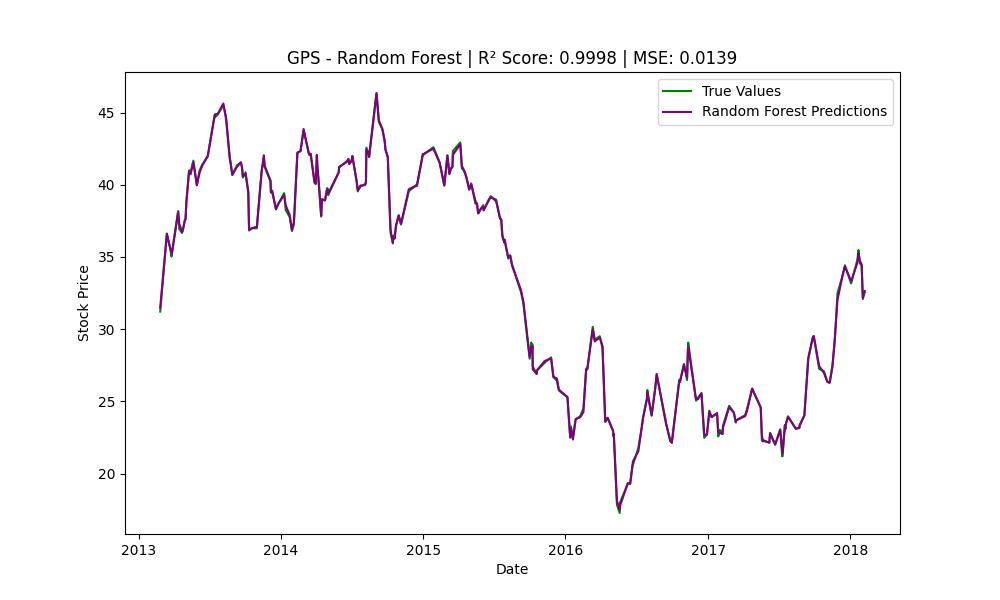 GPS - Random Forest | R² Score: 0.9998 | MSE: 0.0139
True Values
Random Forest Predictions
Stock Price
45
40
35
30
25
20
2013
2014
2015
2016
2017
2018
Date